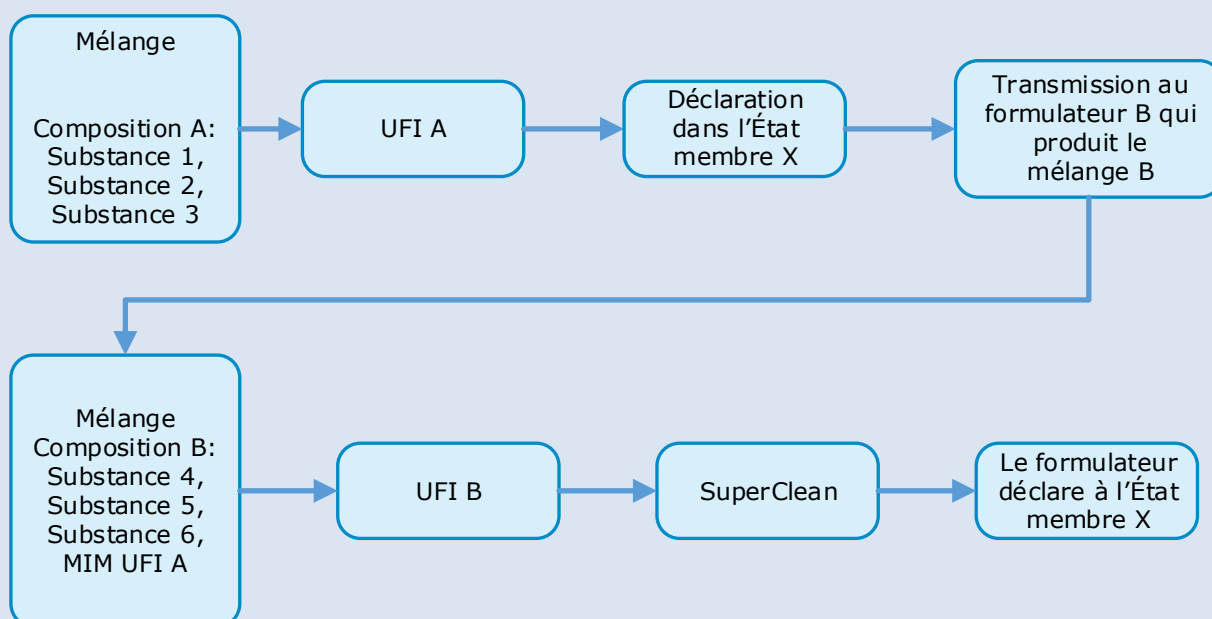 Mélange
Composition A:
Substance 1,
Substance 2,
Substance 3
UFI A
Déclaration
dans l'État
membre X
Transmission au
formulateur B qui
produit le
mélange B
Mélange
Composition B:
Substance 4,
Substance 5,
Substance 6,
MIM UFI A
UFI B
SuperClean
Le formulateur
déclare à l'État
membre X